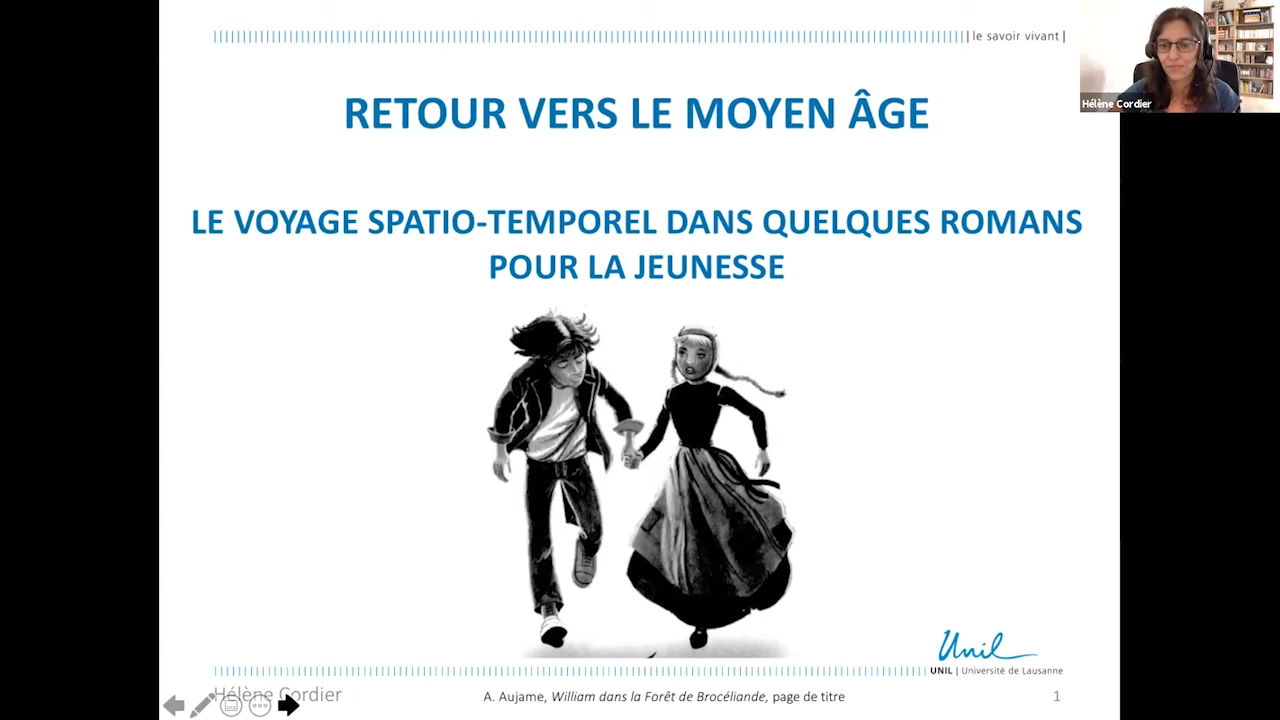 le savoir vivant
Hélène Cordier
RETOUR VERS LE MOYEN ÂGE
LE VOYAGE SPATIO-TEMPOREL DANS QUELQUES ROMANS
POUR LA JEUNESSE
Unil
UNIL | Université de Lausanne
Hélène Cordier
A. Aujame, William dans la Forêt de Brocéliande, page de titre
1